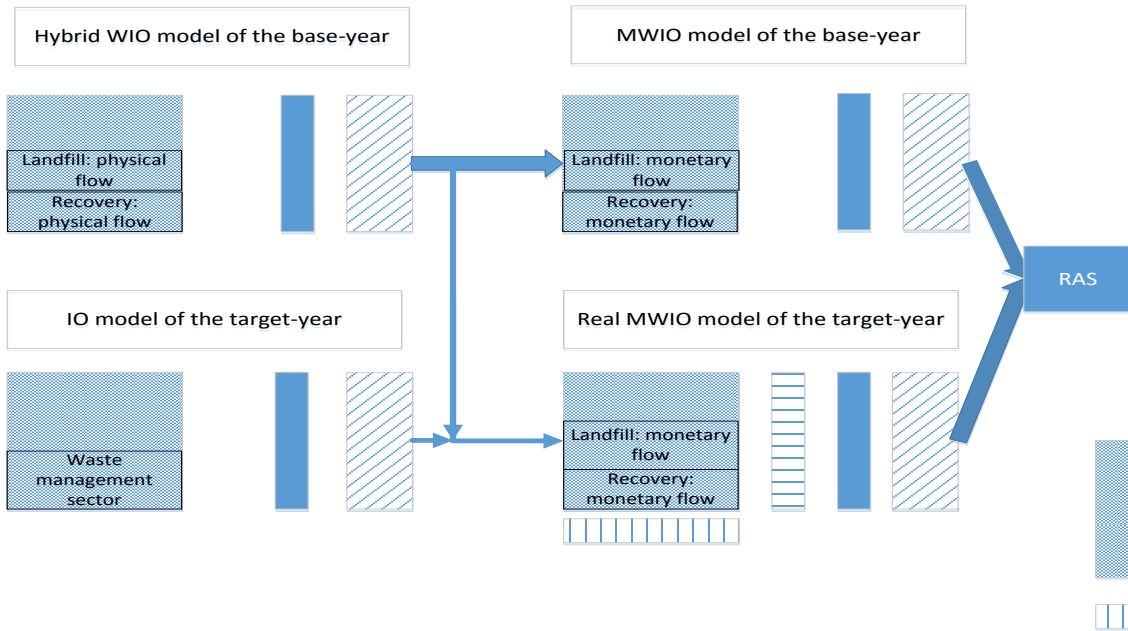 Hybrid WIO model of the base-year
MWIO model of the base-year
Landfill: physical
flow
Recovery:
physical flow
Landfill: monetary
flow
Recovery:
monetary flow
RAS
IO model of the target-year
Real MWIO model of the target-year
Waste
management
sector
Landfill: monetary
flow
Recovery:
monetary flow